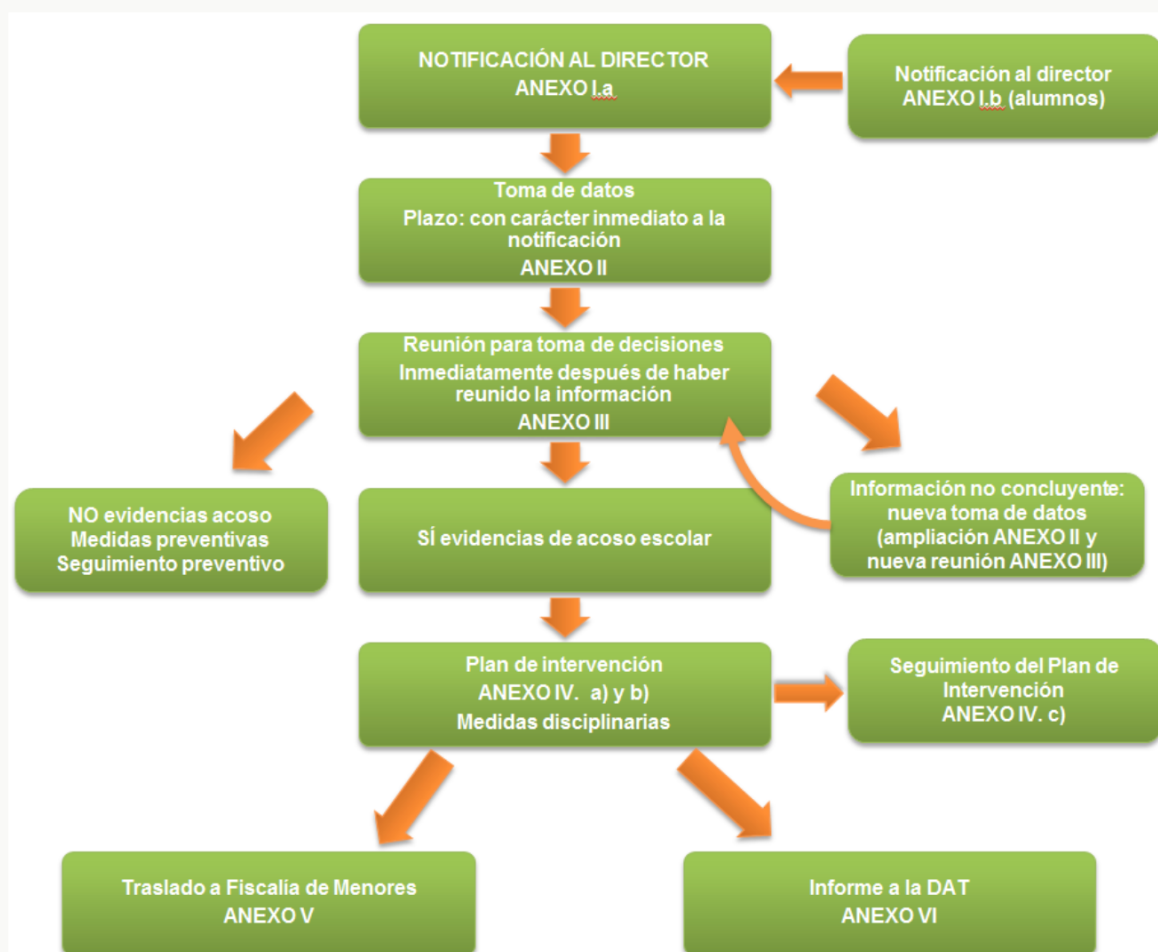 NOTIFICACIÓN AL DIRECTOR
ANEXO I.a
Notificación al director
ANEXO I.b (alumnos)
Toma de datos
Plazo: con carácter inmediato a la
notificación
ANEXO II
Reunión para toma de decisiones
Inmediatamente después de haber
reunido la información
ANEXO III
NO evidencias acoso
Medidas preventivas
Seguimiento preventivo
SÍ evidencias de acoso escolar
Información no concluyente:
nueva toma de datos
(ampliación ANEXO II y
nueva reunión ANEXO III)
Plan de intervención
ANEXO IV. a) y b)
Medidas disciplinarias
Seguimiento del Plan de
Intervención
ANEXO IV. c)
Traslado a Fiscalía de Menores
ANEXO V
Informe a la DAT
ANEXO VI